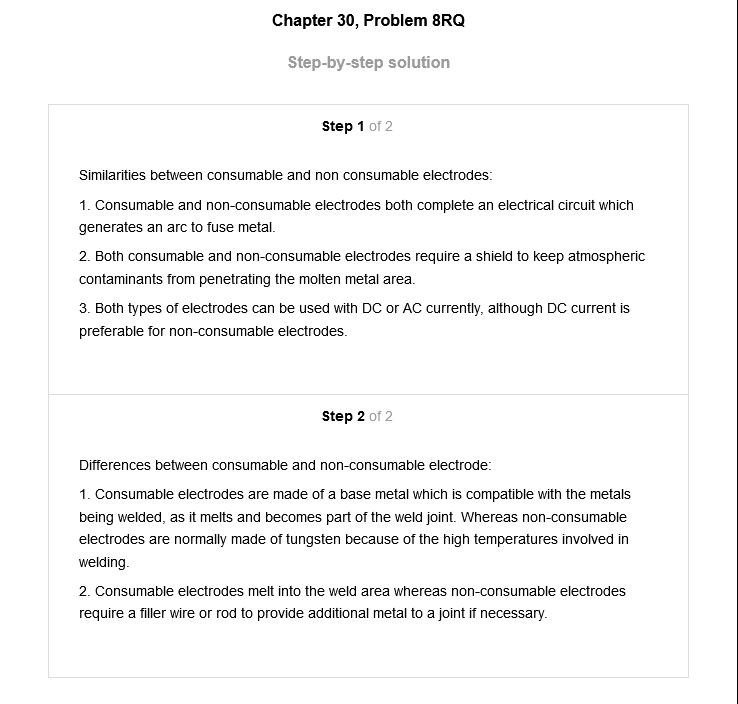 Chapter 30, Problem 8RQ
Step-by-step solution
Step 1 of 2
Similarities between consumable and non consumable electrodes:
1. Consumable and non-consumable electrodes both complete an electrical circuit which
generates an arc to fuse metal.
2. Both consumable and non-consumable electrodes require a shield to keep atmospheric
contaminants from penetrating the molten metal area.
3. Both types of electrodes can be used with DC or AC currently, although DC current is
preferable for non-consumable electrodes.
Step 2 of 2
Differences between consumable and non-consumable electrode:
1. Consumable electrodes are made of a base metal which is compatible with the metals
being welded, as it melts and becomes part of the weld joint. Whereas non-consumable
electrodes are normally made of tungsten because of the high temperatures involved in
welding.
2. Consumable electrodes melt into the weld area whereas non-consumable electrodes
require a filler wire or rod to provide additional metal to a joint if necessary.